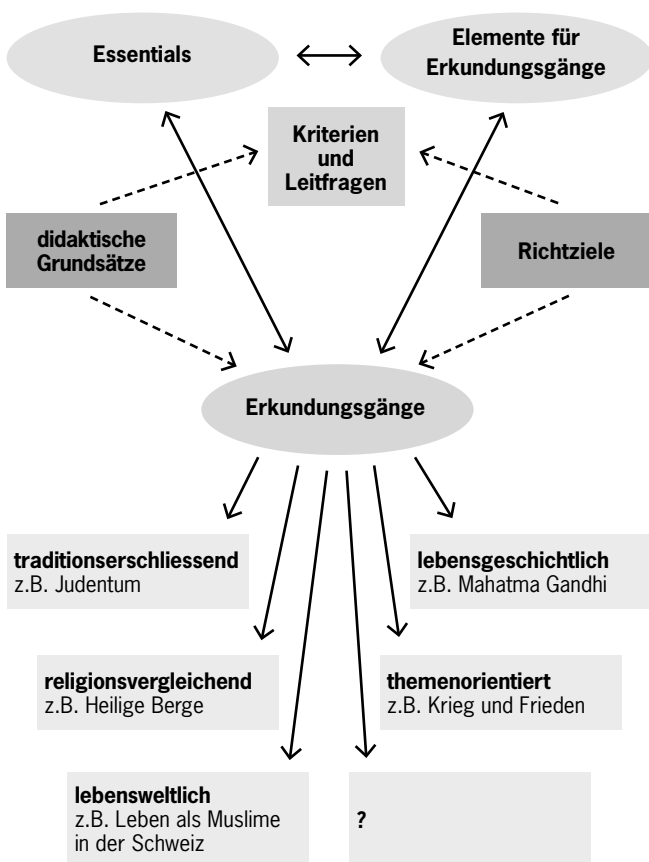 Essentials
Elemente für
Erkundungsgänge
Kriterien
und
Leitfragen
didaktische
Grundsätze
Richtziele
Erkundungsgänge
traditionserschliessend
z.B. Judentum
lebensgeschichtlich
z.B. Mahatma Gandhi
religionsvergleichend
z.B. Heilige Berge
themenorientiert
z.B. Krieg und Frieden
lebensweltlich
z.B. Leben als Muslime
in der Schweiz
?